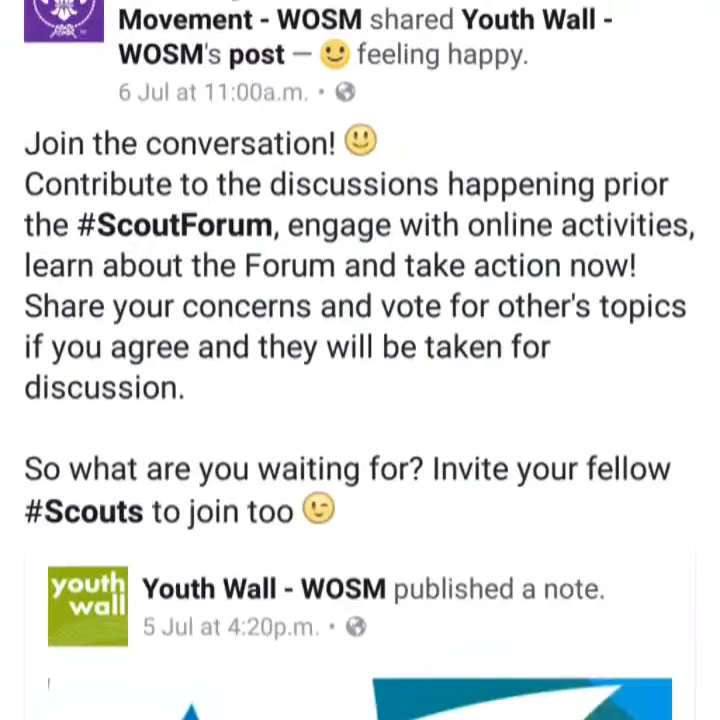 Movement - WOSM shared Youth Wall -
WOSM's post — 🙂 feeling happy.
6 Jul at 11:00a.m. •
Join the conversation! 🙂
Contribute to the discussions happening prior
the #ScoutForum, engage with online activities,
learn about the Forum and take action now!
Share your concerns and vote for other's topics
if you agree and they will be taken for
discussion.
So what are you waiting for? Invite your fellow
#Scouts to join too 😉
youth
wall
Youth Wall - WOSM published a note.
5 Jul at 4:20p.m. •